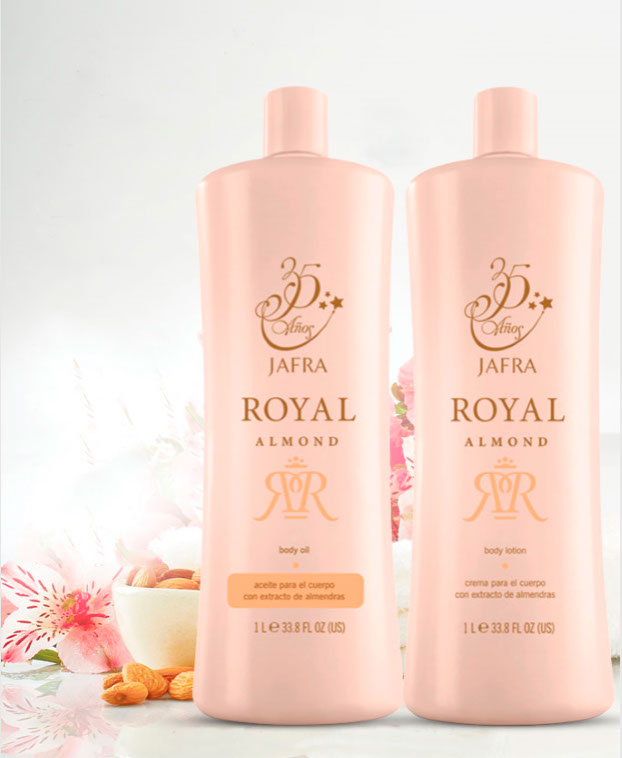 35
Años
JAFRA
ROYAL
ALMOND
RR
body oil
aceite para el cuerpo
con extracto de almendras
1 L ℮ 33.8 FL OZ (US)
35
Años
JAFRA
ROYAL
ALMOND
RR
body lotion
crema para el cuerpo
con extracto de almendras
1 L ℮ 33.8 FL OZ (US)